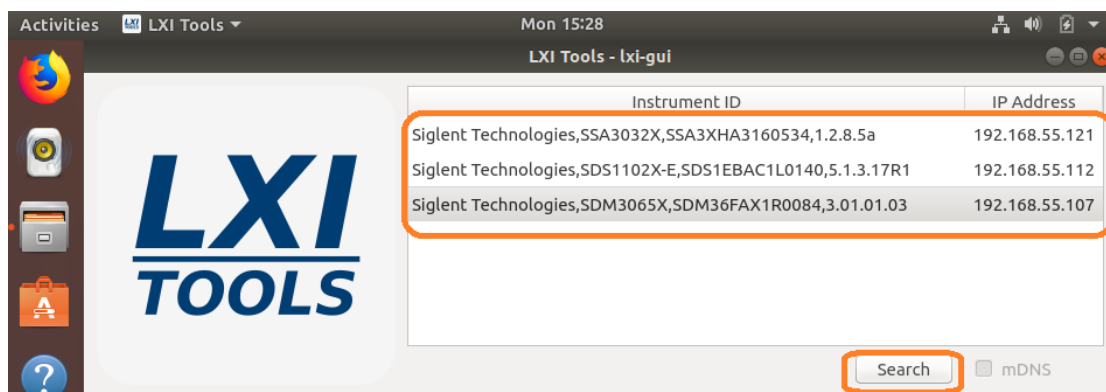 Activities LXI LXI Tools Mon 15:28
LXI Tools - lxi-gui
Instrument ID IP Address
Siglent Technologies,SSA3032X,SSA3XHA3160534,1.2.8.5a 192.168.55.121
Siglent Technologies,SDS1102X-E,SDS1EBAC1L0140,5.1.3.17R1 192.168.55.112
Siglent Technologies,SDM3065X,SDM36FAX1R0084,3.01.01.03 192.168.55.107
LXI
TOOLS
Search mDNS